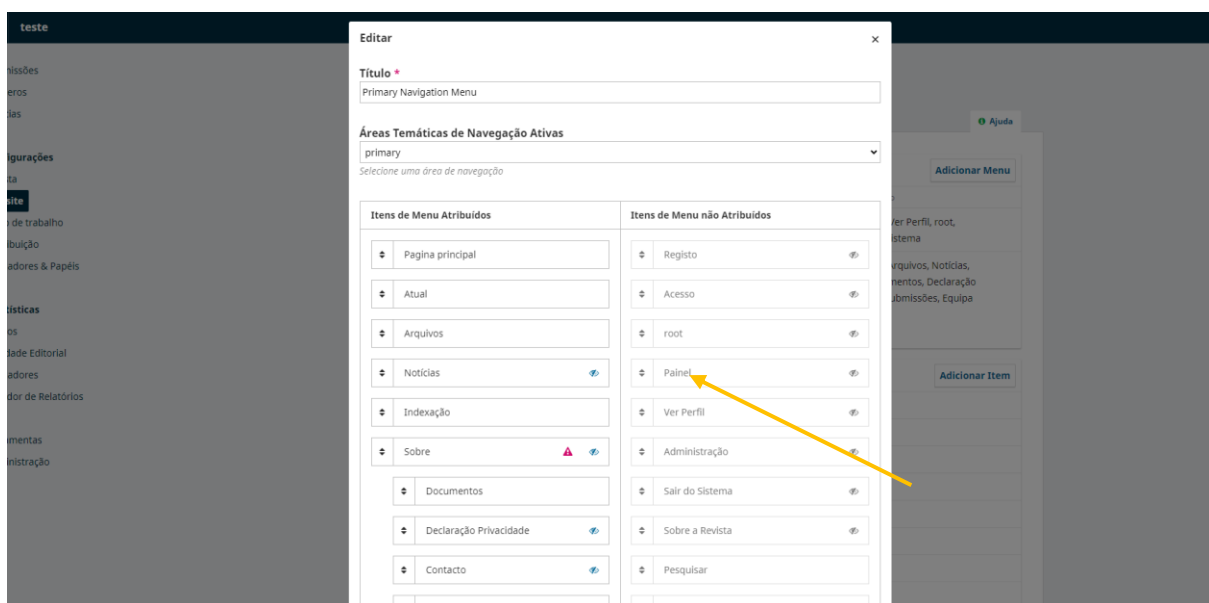 teste
Editar
×
Título *
Primary Navigation Menu
Áreas Temáticas de Navegação Ativas
primary
Selecione uma área de navegação
Itens de Menu Atribuídos
Pagina principal
Atual
Arquivos
Notícias
Indexação
Sobre
Documentos
Declaração Privacidade
Contacto
Itens de Menu não Atribuídos
Registo
Acesso
root
Painel
Ver Perfil
Administração
Sair do Sistema
Sobre a Revista
Pesquisar
missões
eros
ias
igurações
ta
site
de trabalho
ibuição
adores & Papéis
tísticas
os
dade Editorial
adores
dor de Relatórios
amentas
inistração
Ajuda
Adicionar Menu
Ver Perfil, root,
istema
rquivos, Notícias,
mentos, Declaração
ubmissões, Equipa
Adicionar Item